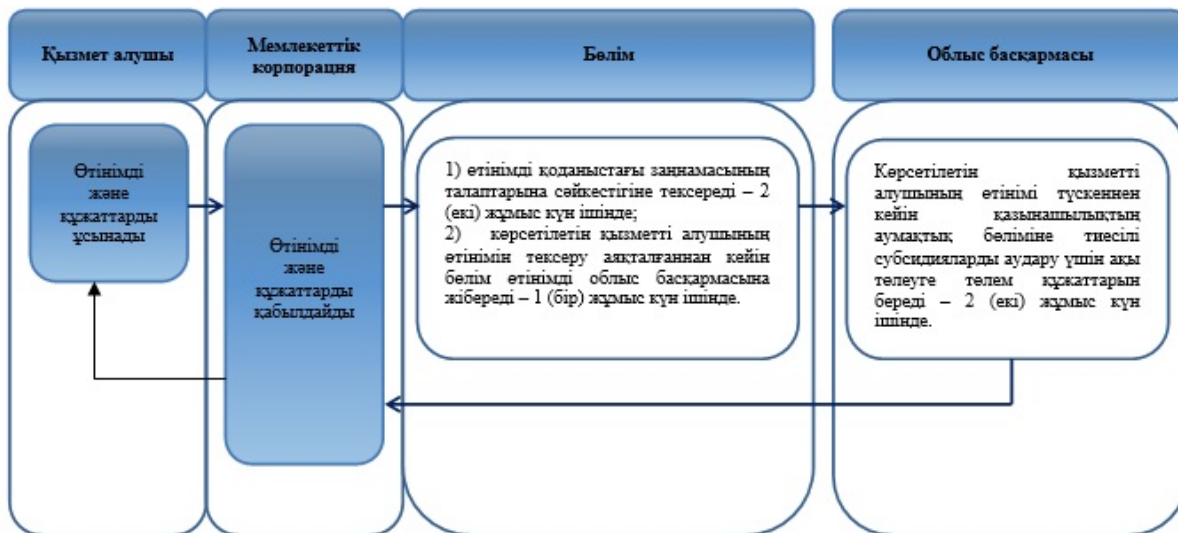 Қызмет алушы
Мемлекеттік
корпорация
Бөлім
Облыс басқармасы
Өтінімді
және
құжаттарды
ұсынады
Өтінімді
және
құжаттарды
қабылдайды
1) өтінімді қоданыстағы заңнамасының
талаптарына сәйкестігіне тексереді – 2
(екі) жұмыс күн ішінде;
2) көрсетілетін қызметті алушының
өтінімін тексеру аяқталғаннан кейін
бөлім өтінімді облыс басқармасына
жібереді – 1 (бір) жұмыс күн ішінде.
Көрсетілетін қызметті
алушының өтінімі түскеннен
кейін қазынашылықтың
аумақтық бөліміне тиесілі
субсидияларды аудару үшін ақы
төлеуге төлем құжаттарын
береді – 2 (екі) жұмыс күн
ішінде.